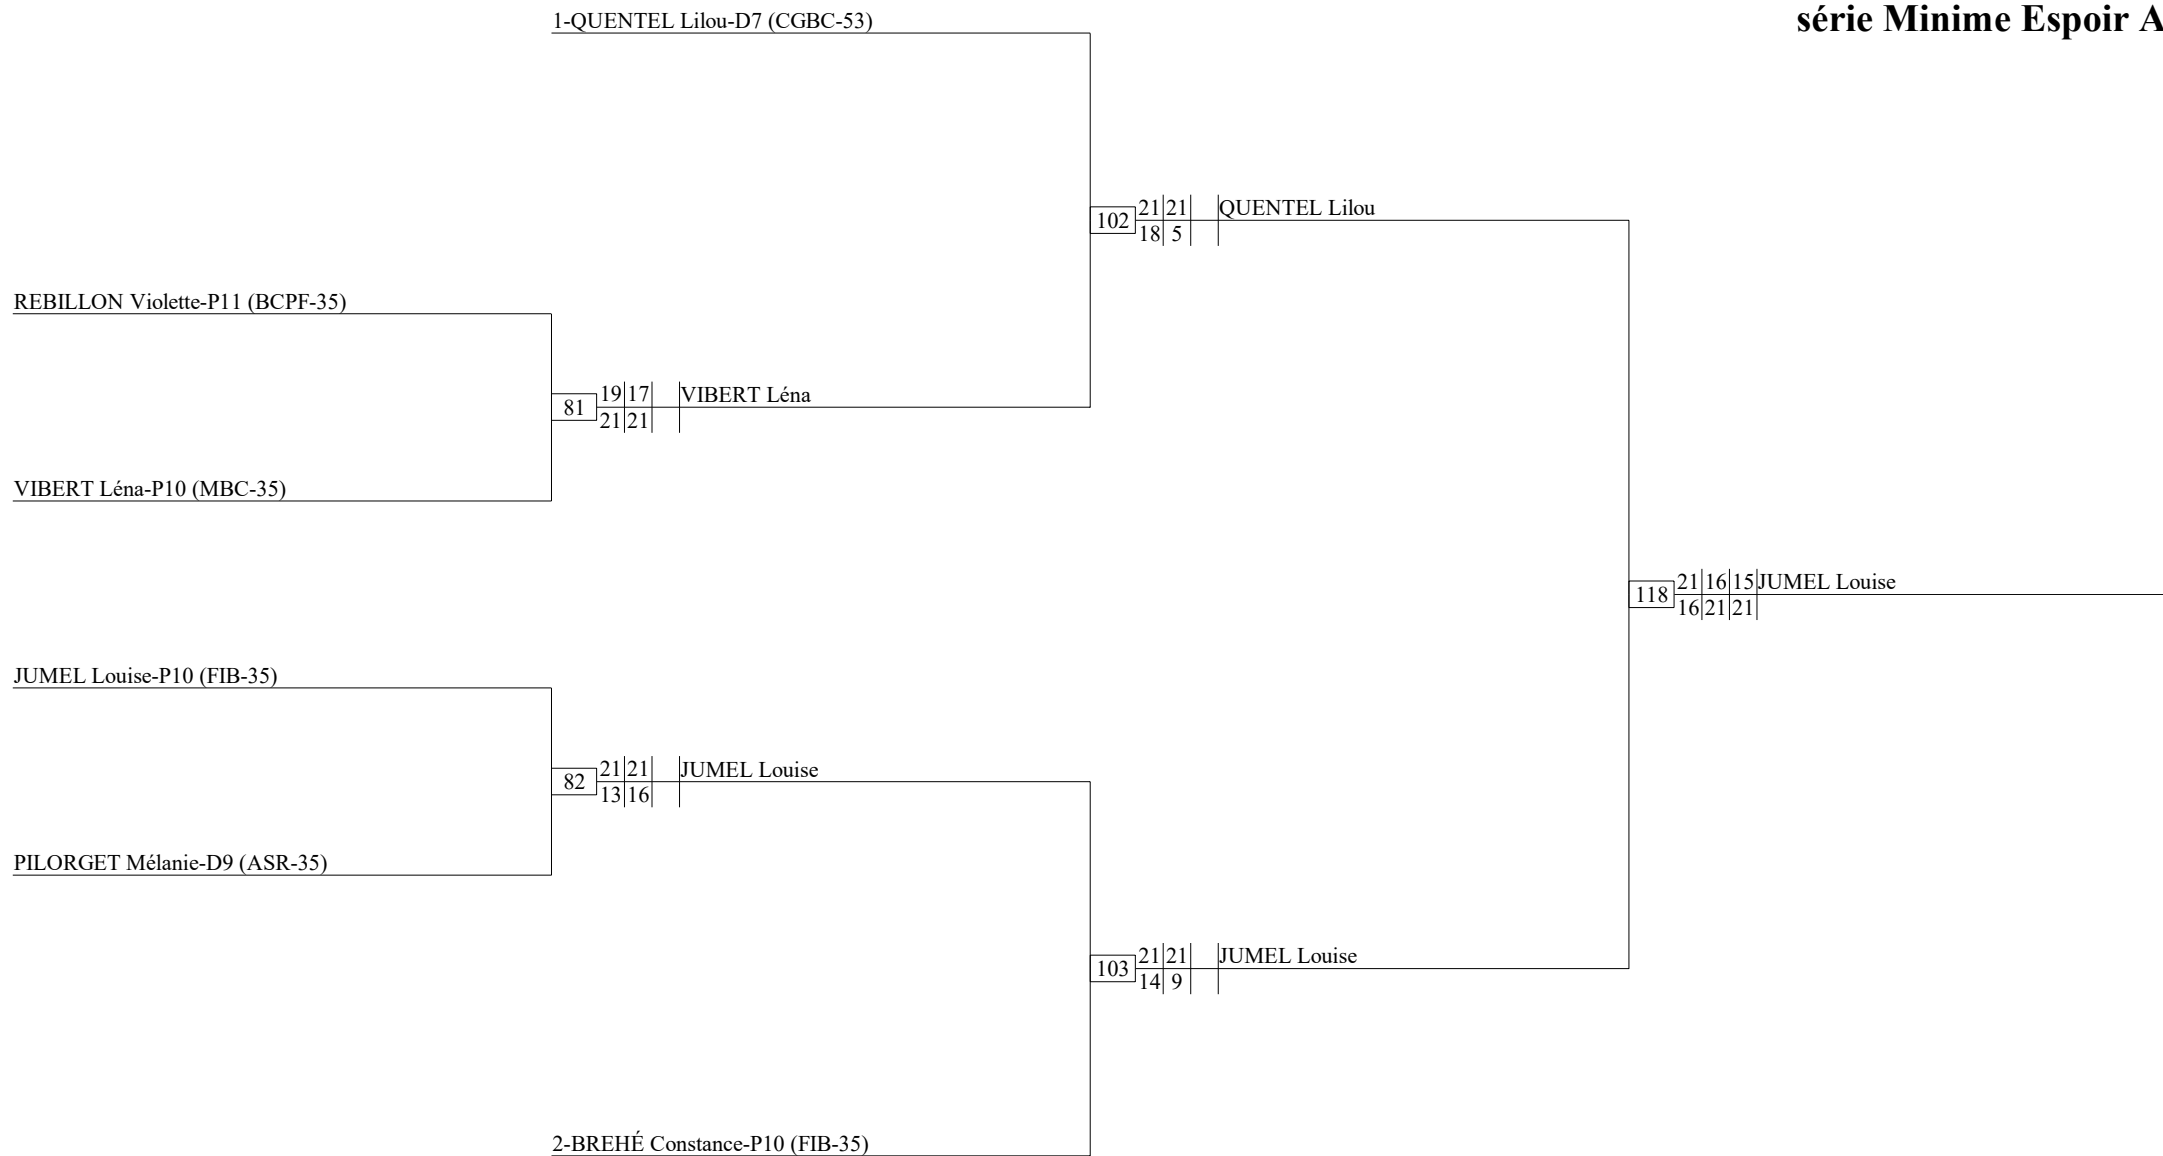 série Minime Espoir A
1-QUENTEL Lilou-D7 (CGBC-53)
21 21 QUENTEL Lilou
102
18 5
REBILLON Violette-P11 (BCPF-35)
19 17 VIBERT Léna
81
21 21
VIBERT Léna-P10 (MBC-35)
21 16 15 JUMEL Louise
118
16 21 21
JUMEL Louise-P10 (FIB-35)
21 21 JUMEL Louise
82
13 16
PILORGET Mélanie-D9 (ASR-35)
21 21 JUMEL Louise
103
14 9
2-BREHÉ Constance-P10 (FIB-35)